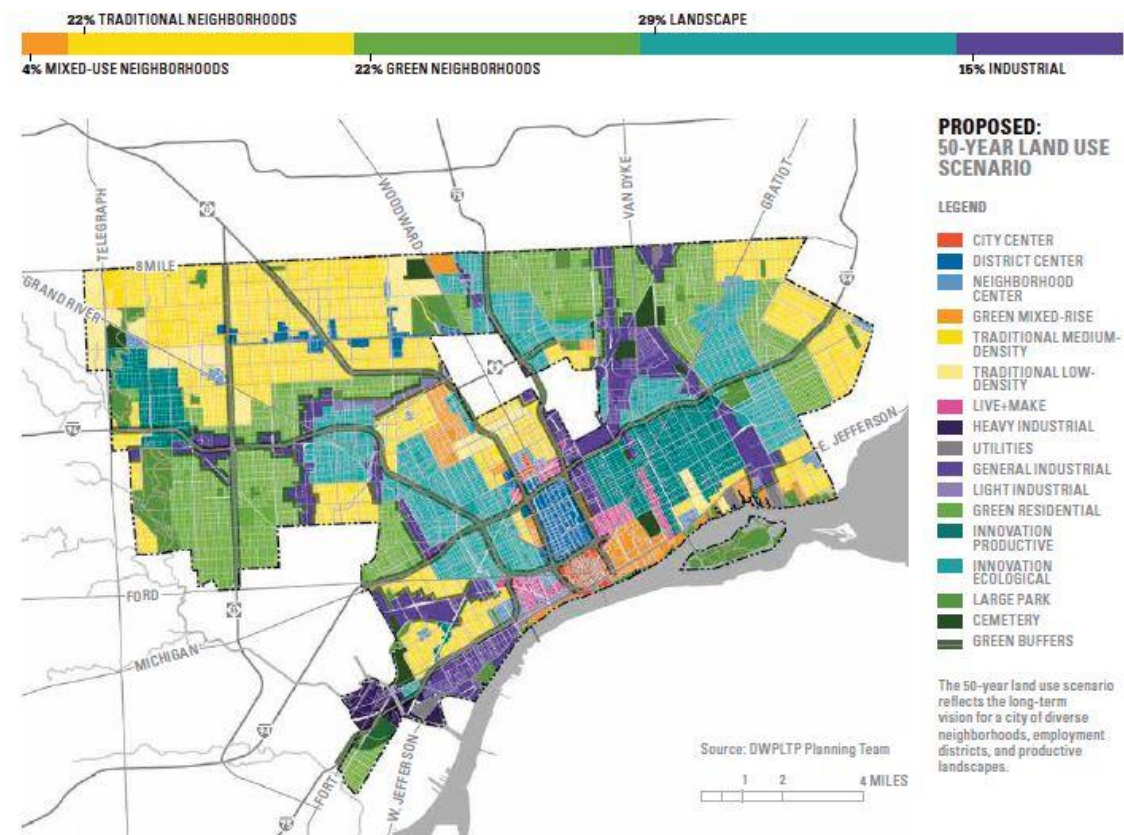 22% TRADITIONAL NEIGHBORHOODS
29% LANDSCAPE
4% MIXED-USE NEIGHBORHOODS
22% GREEN NEIGHBORHOODS
15% INDUSTRIAL
PROPOSED:
50-YEAR LAND USE
SCENARIO
LEGEND
CITY CENTER
DISTRICT CENTER
NEIGHBORHOOD
CENTER
GREEN MIXED-RISE
TRADITIONAL MEDIUM-
DENSITY
TRADITIONAL LOW-
DENSITY
LIVE+MAKE
HEAVY INDUSTRIAL
UTILITIES
GENERAL INDUSTRIAL
LIGHT INDUSTRIAL
GREEN RESIDENTIAL
INNOVATION
PRODUCTIVE
INNOVATION
ECOLOGICAL
LARGE PARK
CEMETERY
GREEN BUFFERS
The 50-year land use scenario
reflects the long-term
vision for a city of diverse
neighborhoods, employment
districts, and productive
landscapes.
TELEGRAPH
WOODWARD
VAN DYKE
GRATIOT
8 MILE
GRAND RIVER
E. JEFFERSON
FORD
MICHIGAN
FORT
W. JEFFERSON
Source: DWPLTP Planning Team
1 2 4 MILES